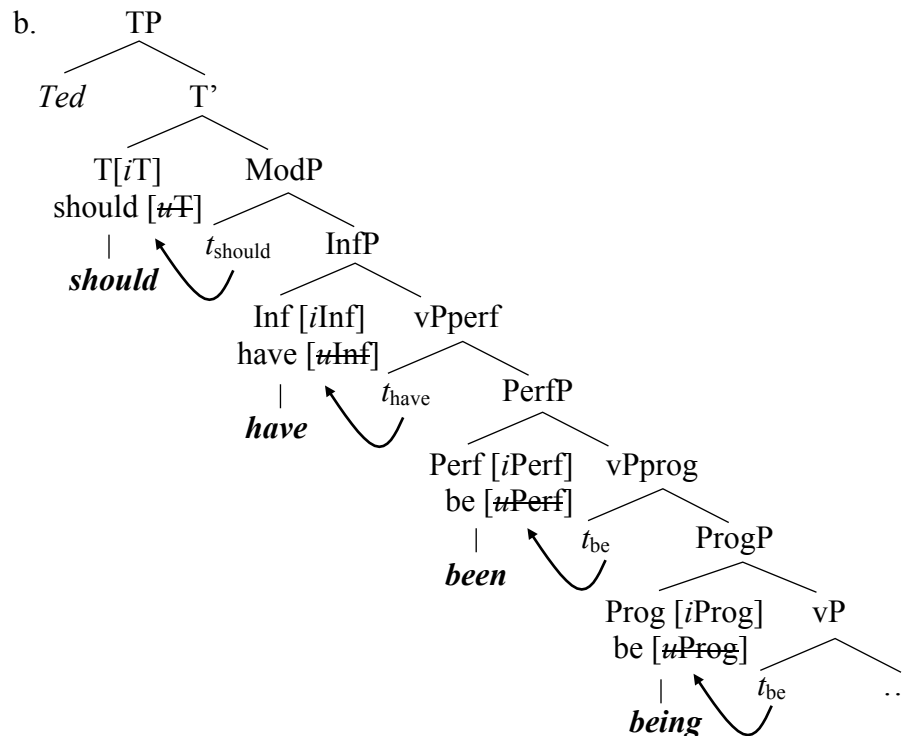 b. TP
Ted T’
T[iT] ModP
should [uT] t_should InfP
|
should Inf [iInf] vPperf
have [uInf] t_have PerfP
|
have Perf [iPerf] vPprog
be [uPerf] t_be ProgP
|
been Prog [iProg] vP
be [uProg] t_be ..
|
being